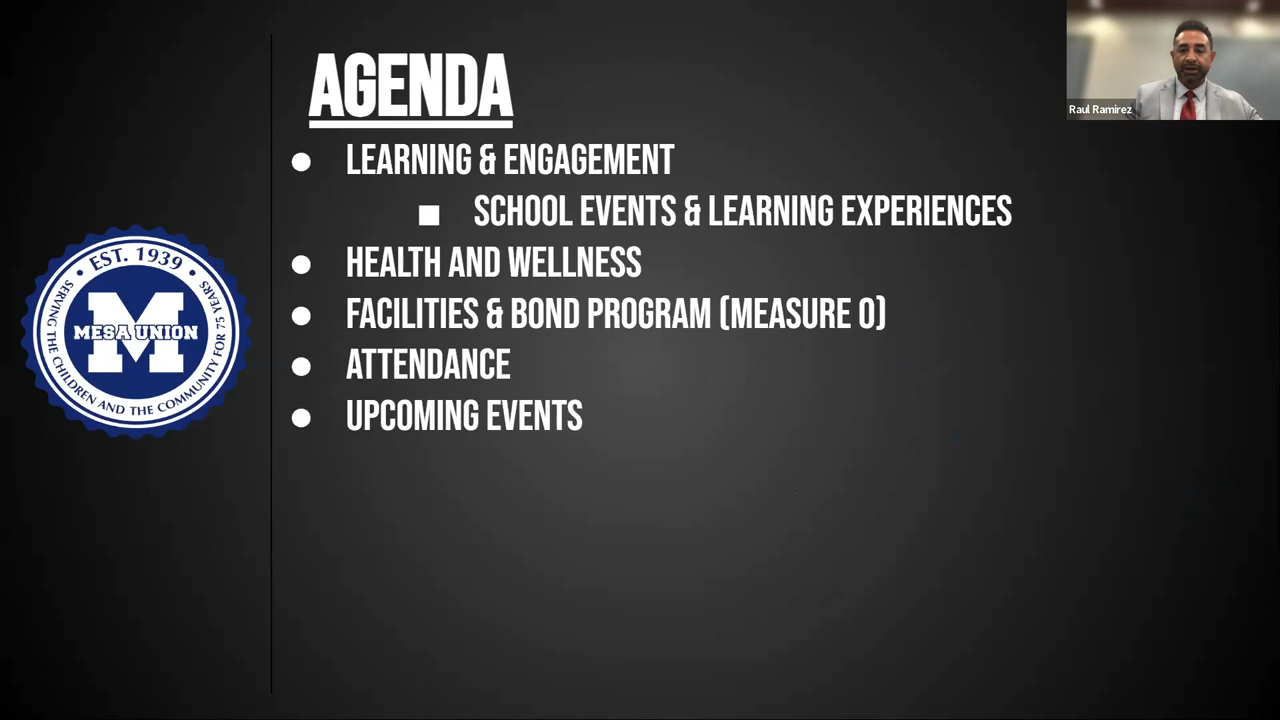 AGENDA
Raul Ramirez
● LEARNING & ENGAGEMENT
■ SCHOOL EVENTS & LEARNING EXPERIENCES
● HEALTH AND WELLNESS
● FACILITIES & BOND PROGRAM (MEASURE O)
● ATTENDANCE
● UPCOMING EVENTS
• EST. 1939 •
M
MESA UNION
SERVING THE CHILDREN AND THE COMMUNITY FOR 75 YEARS